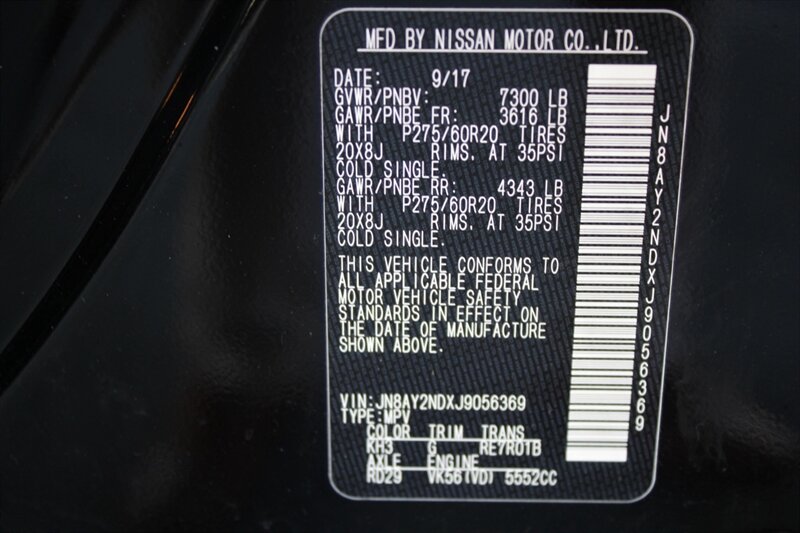 MFD BY NISSAN MOTOR CO.,LTD.
DATE: 9/17
GVWR/PNBV: 7300 LB
GAWR/PNBE FR: 3616 LB
WITH P275/60R20 TIRES
20X8J RIMS. AT 35PSI
COLD SINGLE.
GAWR/PNBE RR: 4343 LB
WITH P275/60R20 TIRES
20X8J RIMS. AT 35PSI
COLD SINGLE.
THIS VEHICLE CONFORMS TO
ALL APPLICABLE FEDERAL
MOTOR VEHICLE SAFETY
STANDARDS IN EFFECT ON
THE DATE OF MANUFACTURE
SHOWN ABOVE.
VIN: JN8AY2NDXJ9056369
TYPE: MPV
COLOR TRIM TRANS
KH3 G RE7R01B
AXLE ENGINE
RD29 VK56(VD) 5552CC
JN8AY2NDXJ9056369